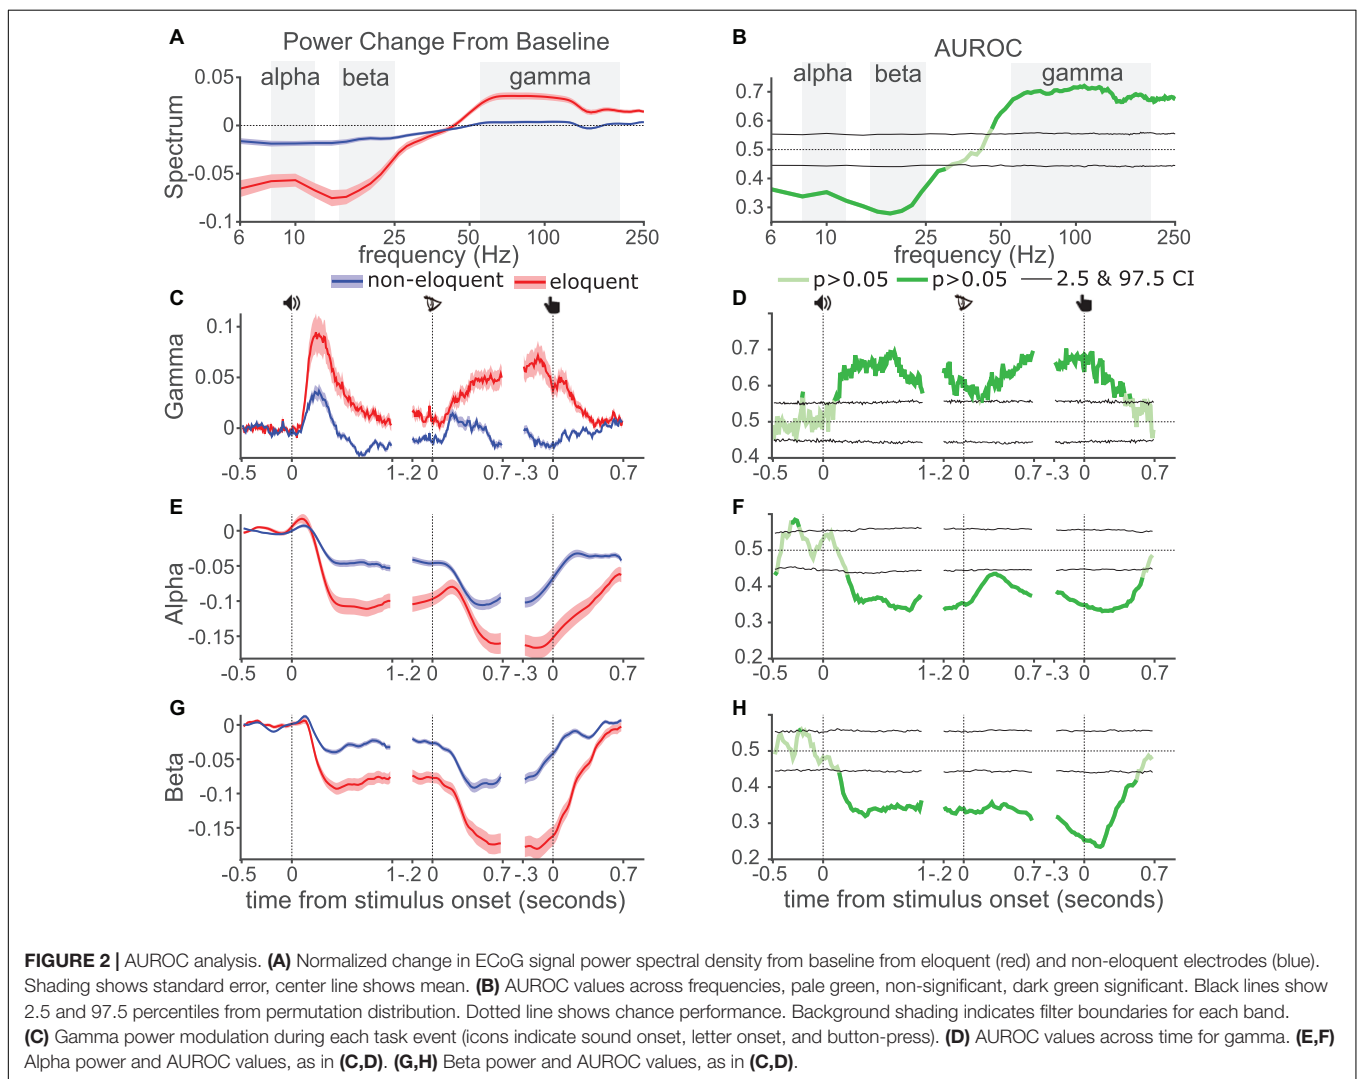 A Power Change From Baseline
B AUROC
alpha beta gamma
alpha beta gamma
0.05
0
-0.05
-0.1
Spectrum
6 10 25 50 100 250
frequency (Hz)
0.7
0.6
0.5
0.4
0.3
6 10 25 50 100 250
frequency (Hz)
non-eloquent eloquent
p>0.05 p>0.05 2.5 & 97.5 CI
C
0.1
0.05
0
Gamma
-0.5 0 1 -.2 0 0.7 -.3 0 0.7
D
0.7
0.6
0.5
0.4
-0.5 0 1 -.2 0 0.7 -.3 0 0.7
E
0
-0.05
-0.1
-0.15
Alpha
-0.5 0 1 -.2 0 0.7 -.3 0 0.7
F
0.5
0.4
0.3
0.2
-0.5 0 1 -.2 0 0.7 -.3 0 0.7
G
0
-0.05
-0.1
-0.15
Beta
-0.5 0 1 -.2 0 0.7 -.3 0 0.7
time from stimulus onset (seconds)
H
0.5
0.4
0.3
0.2
-0.5 0 1 -.2 0 0.7 -.3 0 0.7
time from stimulus onset (seconds)
FIGURE 2 | AUROC analysis. (A) Normalized change in ECoG signal power spectral density from baseline from eloquent (red) and non-eloquent electrodes (blue).
Shading shows standard error, center line shows mean. (B) AUROC values across frequencies, pale green, non-significant, dark green significant. Black lines show
2.5 and 97.5 percentiles from permutation distribution. Dotted line shows chance performance. Background shading indicates filter boundaries for each band.
(C) Gamma power modulation during each task event (icons indicate sound onset, letter onset, and button-press). (D) AUROC values across time for gamma. (E,F)
Alpha power and AUROC values, as in (C,D). (G,H) Beta power and AUROC values, as in (C,D).